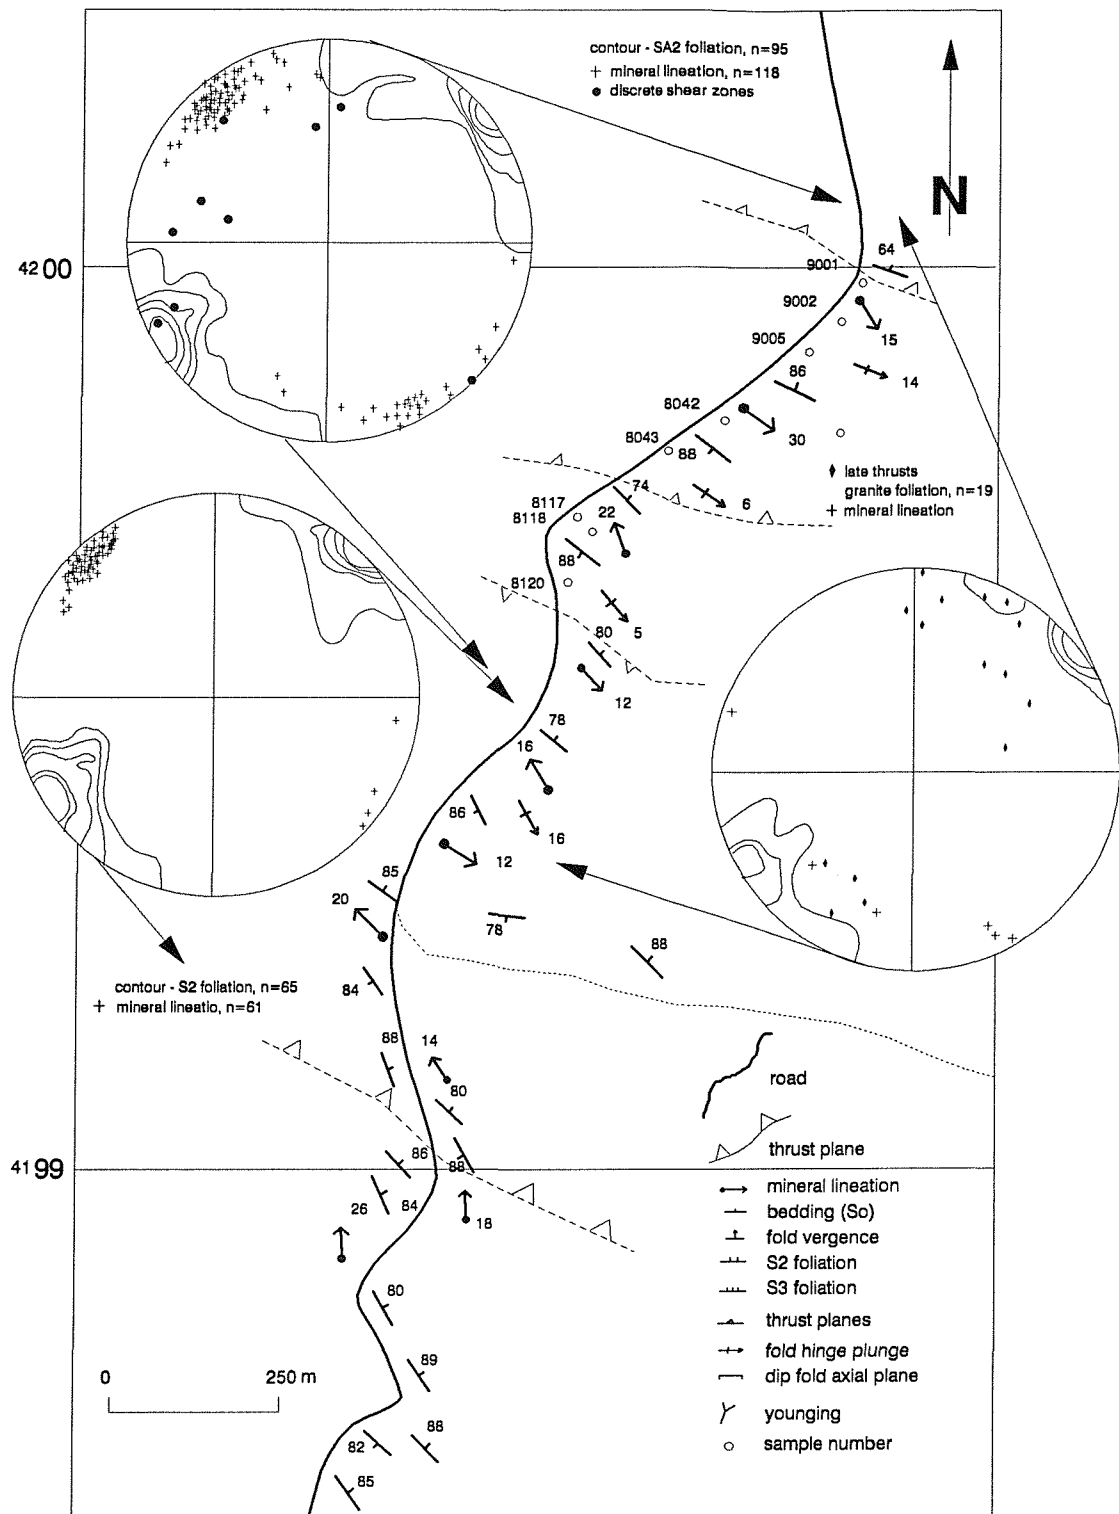 contour - SA2 foliation, n=95
+ mineral lineation, n=118
● discrete shear zones
N
4200
64
9001
9002
15
9005
86
14
8042
30
8043
88
late thrusts
granite foliation, n=19
+ mineral lineation
74
6
8117
22
8118
88
8120
5
80
12
78
16
86
16
12
85
20
78
88
contour - S2 foliation, n=65
+ mineral lineatio, n=61
84
88
14
80
road
thrust plane
4199
86
88
mineral lineation
26
84
18
bedding (So)
fold vergence
S2 foliation
S3 foliation
80
thrust planes
fold hinge plunge
0
250 m
89
dip fold axial plane
younging
88
82
sample number
85